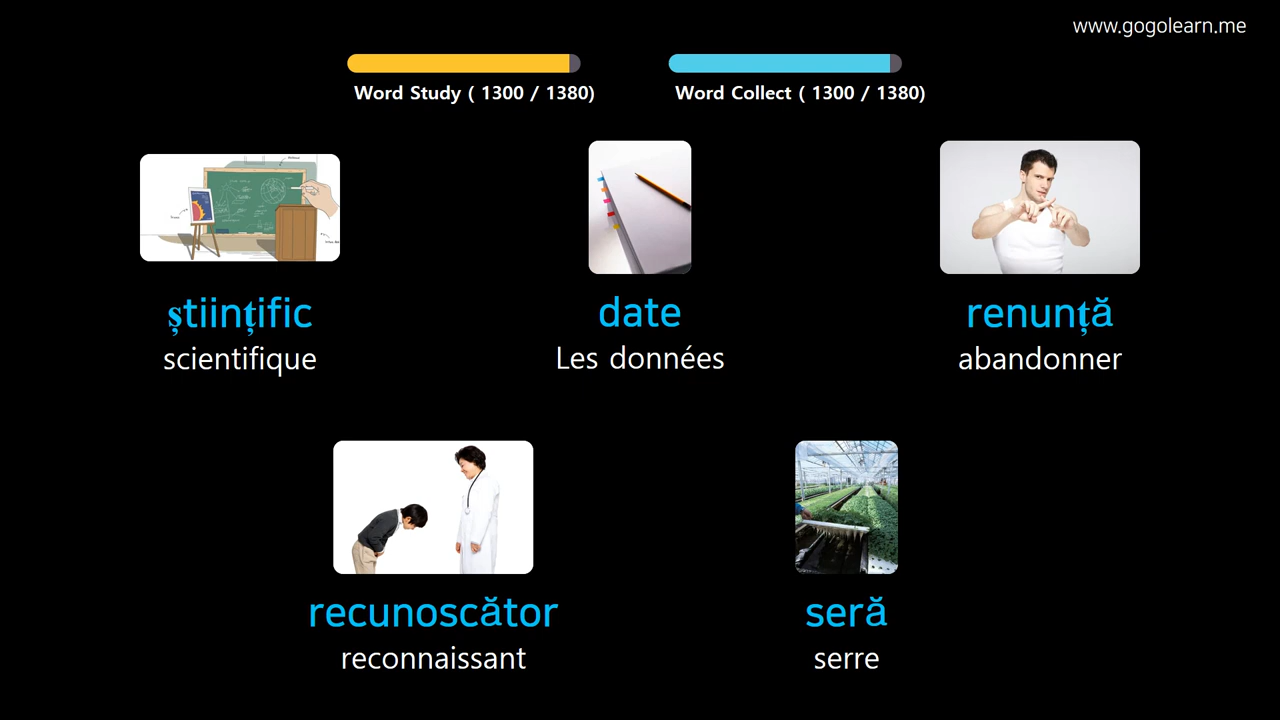 www.gogolearn.me
Word Study ( 1300 / 1380)
Word Collect ( 1300 / 1380)
științific
date
renunță
scientifique
Les données
abandonner
recunoscător
seră
reconnaissant
serre